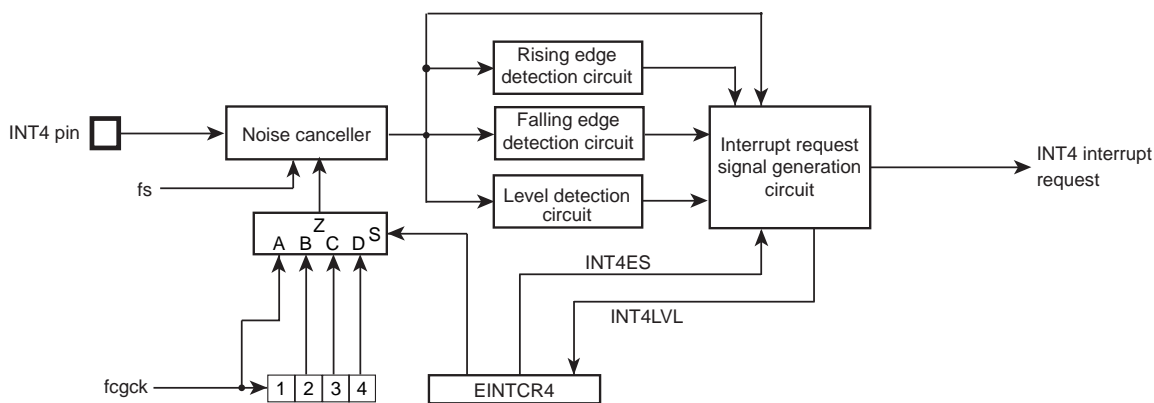 Rising edge
detection circuit
INT4 pin
Noise canceller
Falling edge
detection circuit
Interrupt request
signal generation
circuit
INT4 interrupt
request
fs
Level detection
circuit
Z
S
A B C D
INT4ES
INT4LVL
fcgck
1 2 3 4
EINTCR4